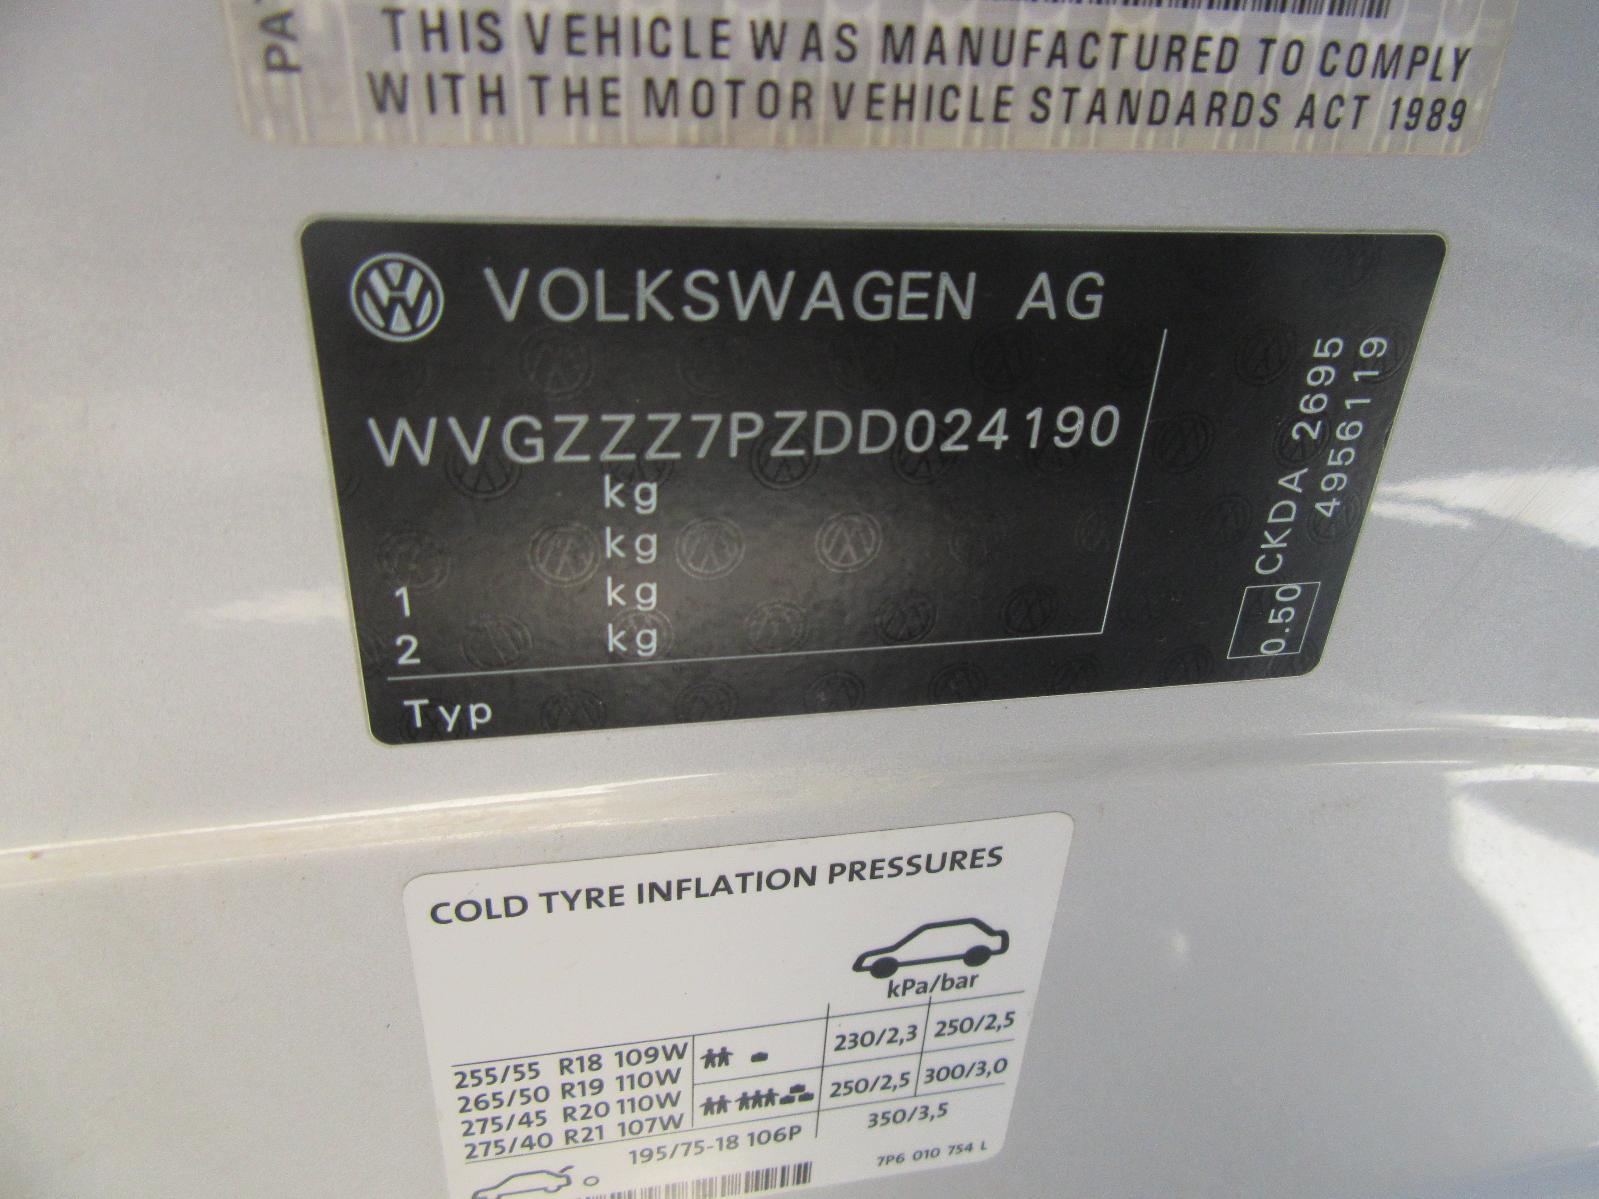 PA
THIS VEHICLE WAS MANUFACTURED TO COMPLY
WITH THE MOTOR VEHICLE STANDARDS ACT 1989
VOLKSWAGEN AG
WVGZZZ7PZDD024190
kg
kg
1 kg
2 kg
Typ
0.50 CKDA 2695
4956119
COLD TYRE INFLATION PRESSURES
kPa/bar
255/55 R18 109W
265/50 R19 110W
275/45 R20 110W
275/40 R21 107W
230/2,3 250/2,5
250/2,5 300/3,0
195/75-18 106P 350/3,5
7P6 010 754 L